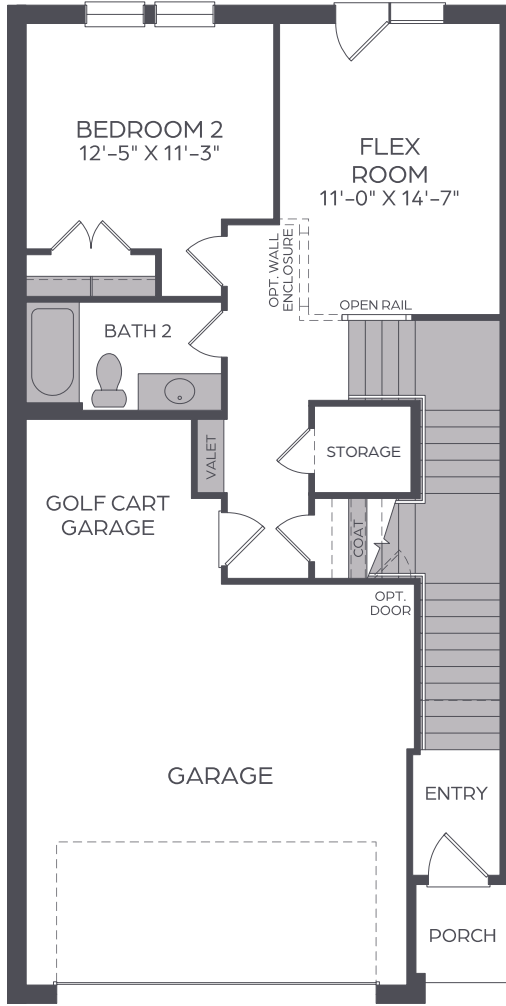 BEDROOM 2
12'-5" X 11'-3"
FLEX
ROOM
11'-0" X 14'-7"
OPT. WALL
ENCLOSURE
OPEN RAIL
BATH 2
VALET
STORAGE
GOLF CART
GARAGE
COAT
OPT.
DOOR
GARAGE
ENTRY
PORCH